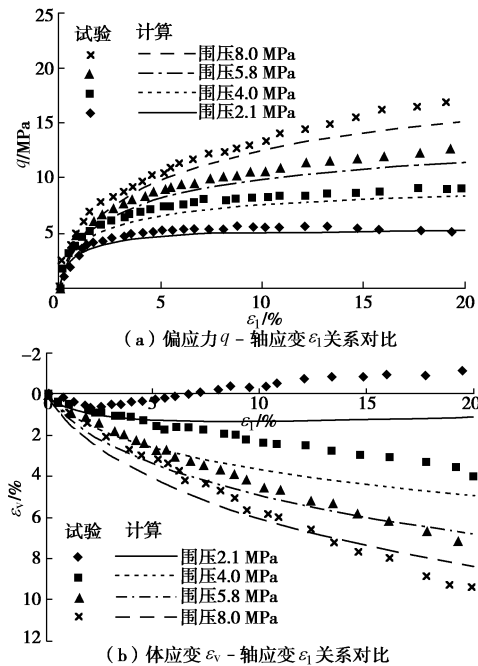 25
20
15
10
5
0
q/MPa
试验 计算
围压8.0 MPa
围压5.8 MPa
围压4.0 MPa
围压2.1 MPa
0 5 10 15 20
ε1/%
(a) 偏应力 q - 轴应变 ε1关系对比
-2
0
2
4
6
8
10
12
εv/%
5 10 15 20
ε1/%
试验 计算
围压2.1 MPa
围压4.0 MPa
围压5.8 MPa
围压8.0 MPa
(b) 体应变 εv - 轴应变 ε1关系对比